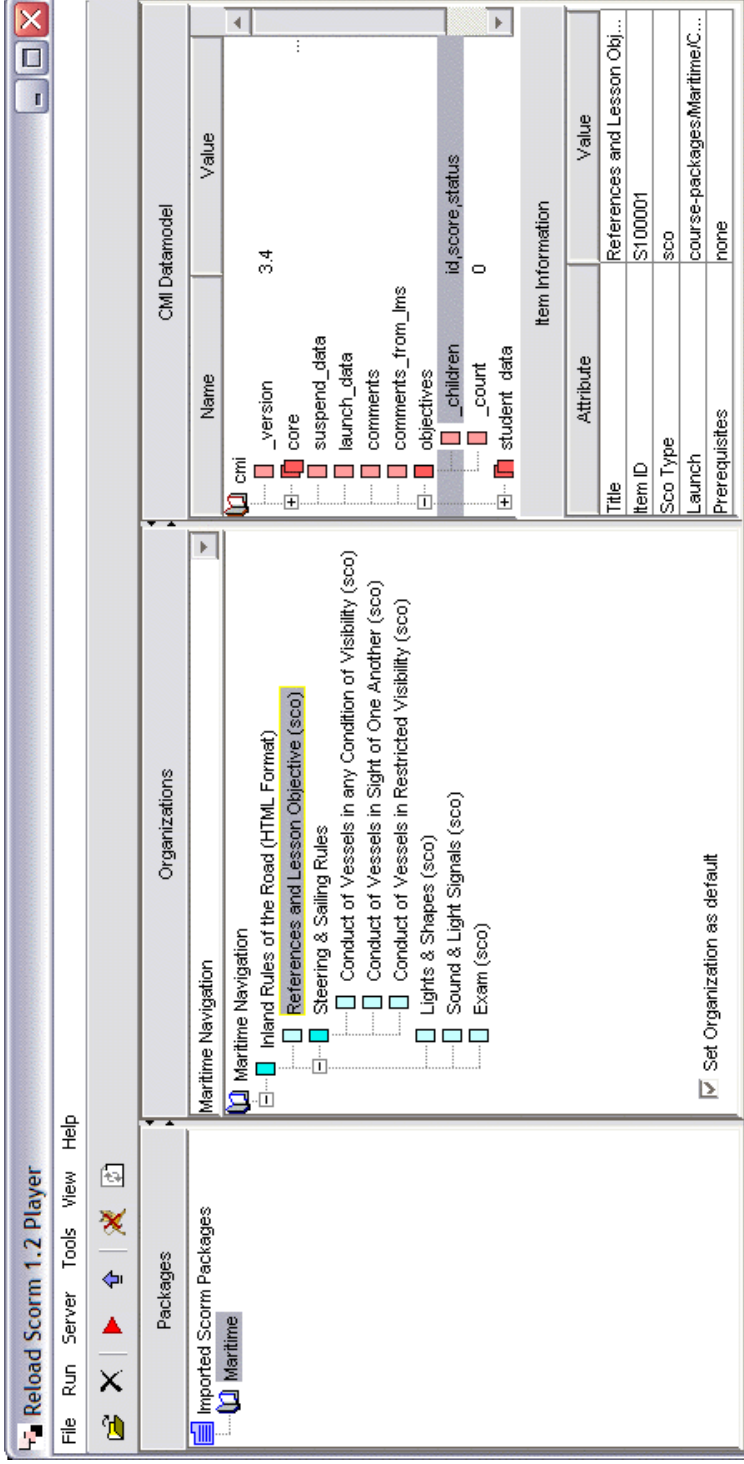 Reload Scorm 1.2 Player
File Run Server Tools View Help
Packages
Imported Scorm Packages
Maritime
Organizations
Maritime Navigation
Maritime Navigation
Inland Rules of the Road (HTML Format)
References and Lesson Objective (sco)
Steering & Sailing Rules
Conduct of Vessels in any Condition of Visibility (sco)
Conduct of Vessels in Sight of One Another (sco)
Conduct of Vessels in Restricted Visibility (sco)
Lights & Shapes (sco)
Sound & Light Signals (sco)
Exam (sco)
Set Organization as default
CMI Datamodel
Name Value
cmi
_version 3.4
core ...
suspend_data
launch_data
comments
comments_from_lms
objectives
_children id,score,status
_count 0
student_data
Item Information
Attribute Value
Title References and Lesson Obj...
Item ID S100001
Sco Type sco
Launch course-packages/Maritime/C...
Prerequisites none